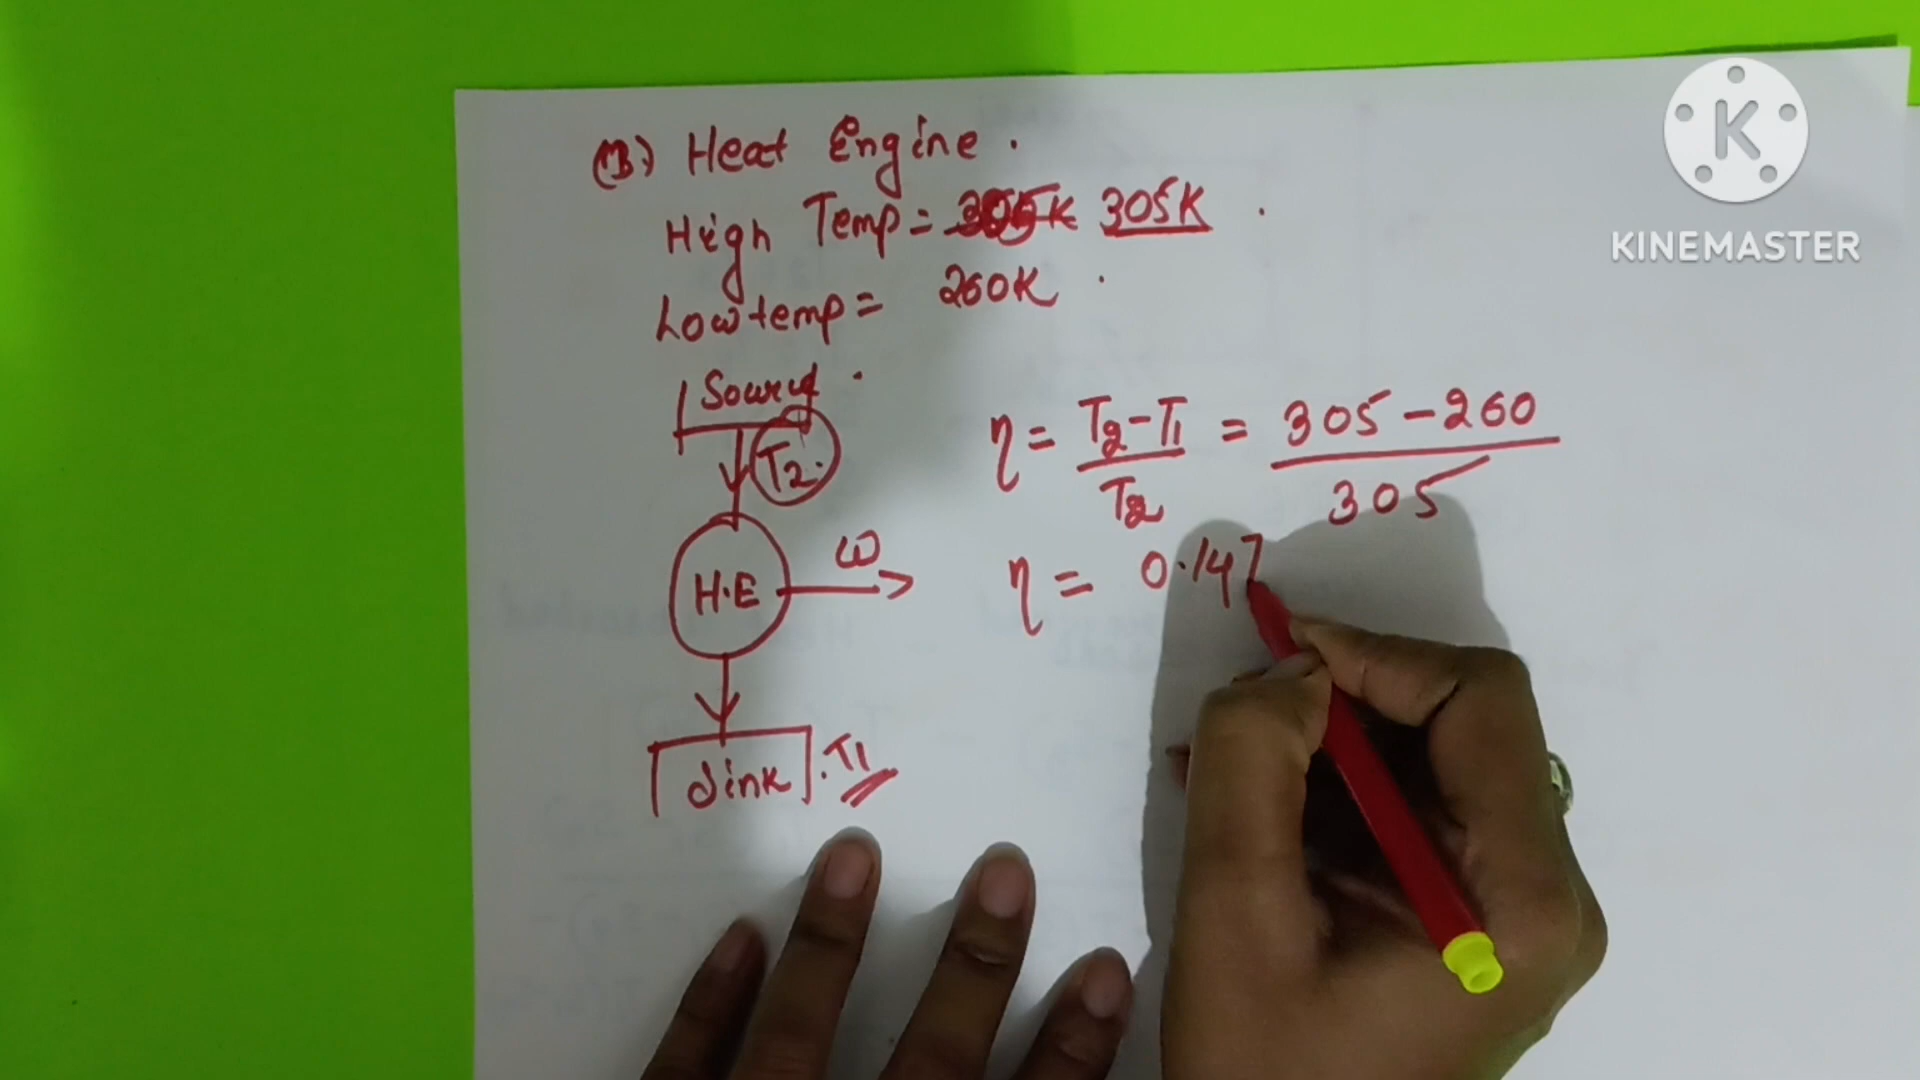 (B) Heat Engine.
High Temp = 305K 305K
Low temp = 260K
Source
T2.
H.E
ω
Sink
T1
η = T2-T1 / T2 = 305-260 / 305
η = 0.147
K
KINEMASTER